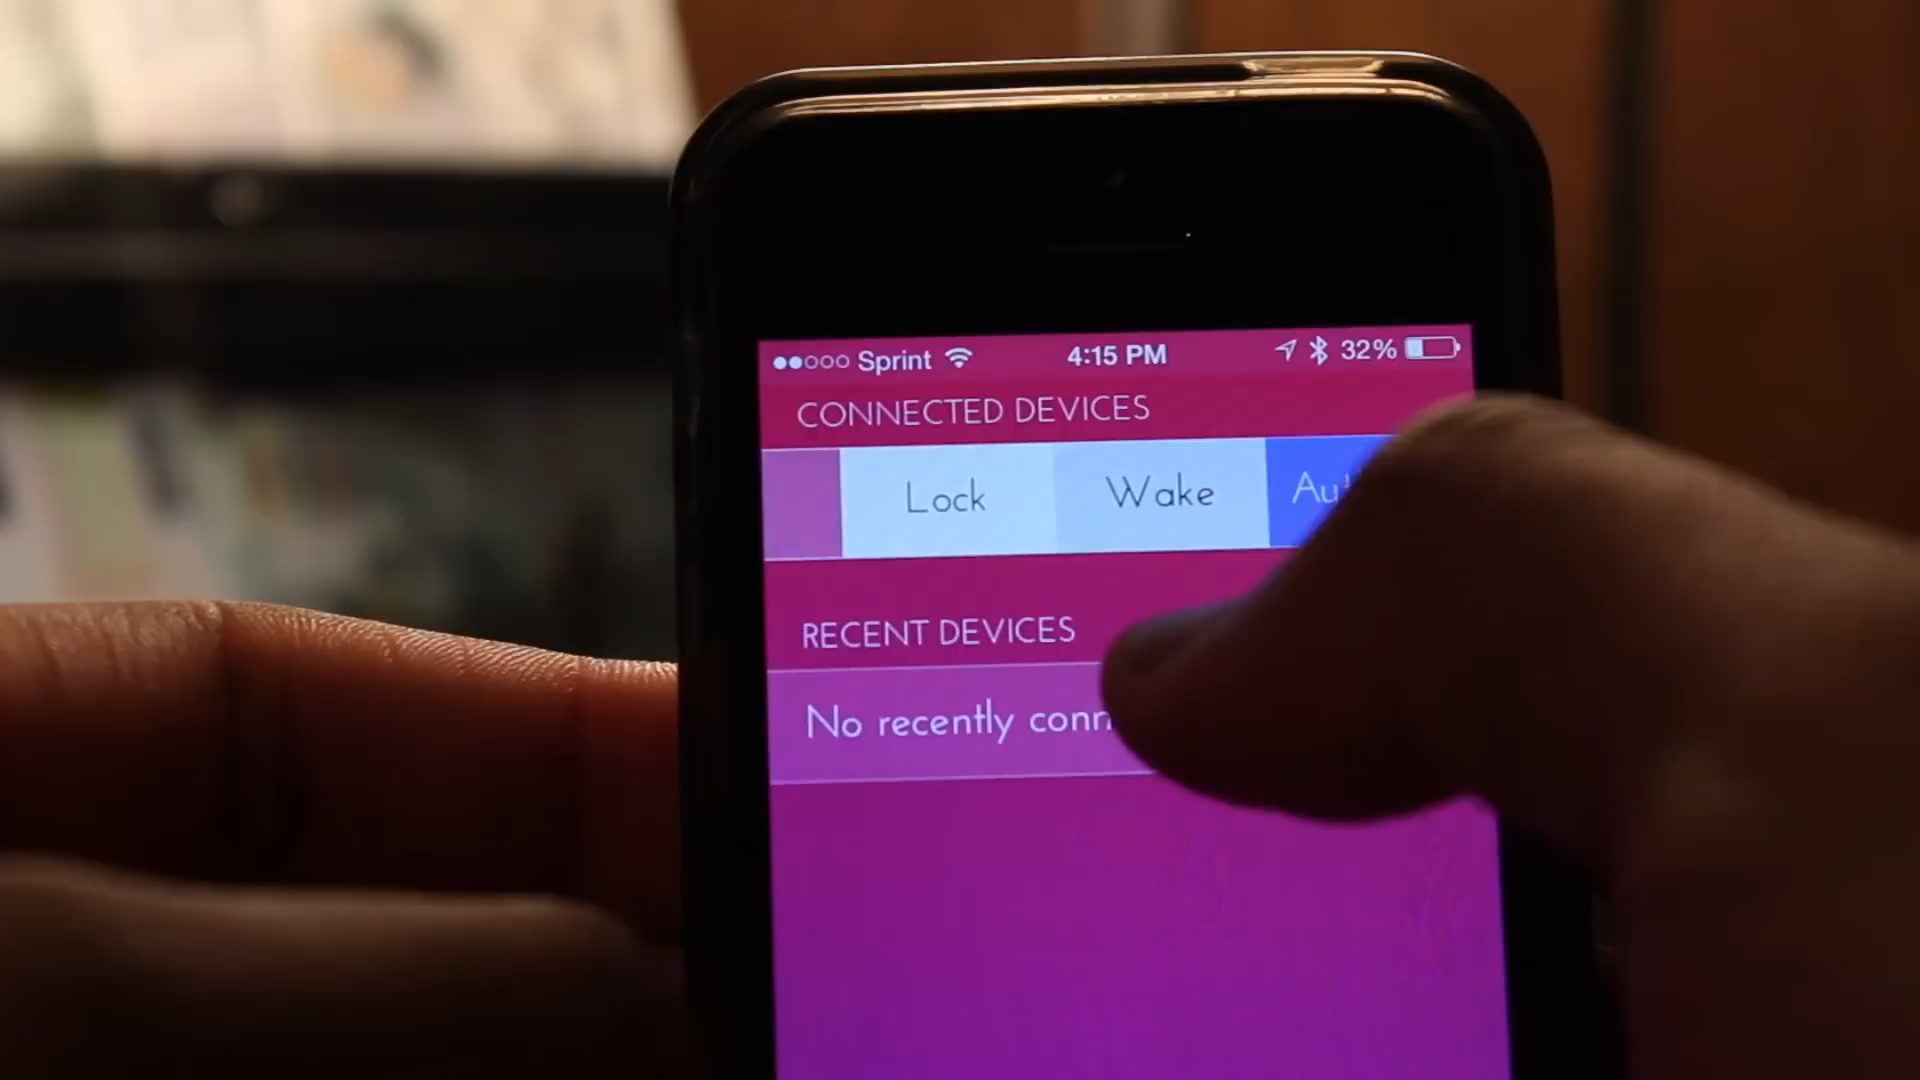 Sprint 4:15 PM 32%
CONNECTED DEVICES
Lock Wake
RECENT DEVICES
No recently